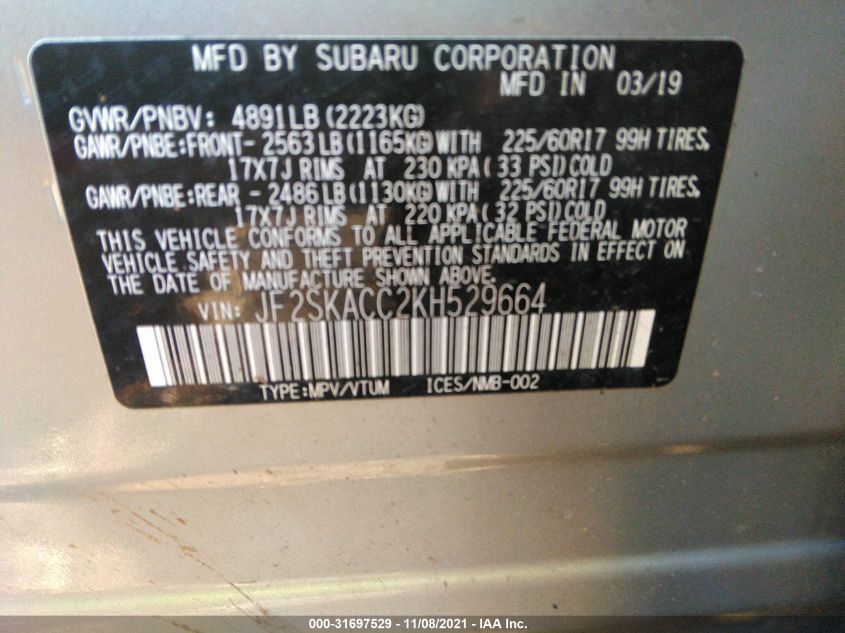 MFD BY SUBARU CORPORATION
MFD IN 03/19
GVWR/PNBV: 4891LB(2223KG)
GAWR/PNBE:FRONT- 2563LB(1165KG)WITH 225/60R17 99H TIRES,
17X7J RIMS AT 230 KPA(33 PSI)COLD
GAWR/PNBE:REAR - 2486LB(1130KG)WITH 225/60R17 99H TIRES,
17X7J RIMS AT 220 KPA(32 PSI)COLD
THIS VEHICLE CONFORMS TO ALL APPLICABLE FEDERAL MOTOR
VEHICLE SAFETY AND THEFT PREVENTION STANDARDS IN EFFECT ON
THE DATE OF MANUFACTURE SHOWN ABOVE.
VIN: JF2SKACC2KH529664
TYPE:MPV/VTUM ICES/NMB-002
000-31697529 - 11/08/2021 - IAA Inc.